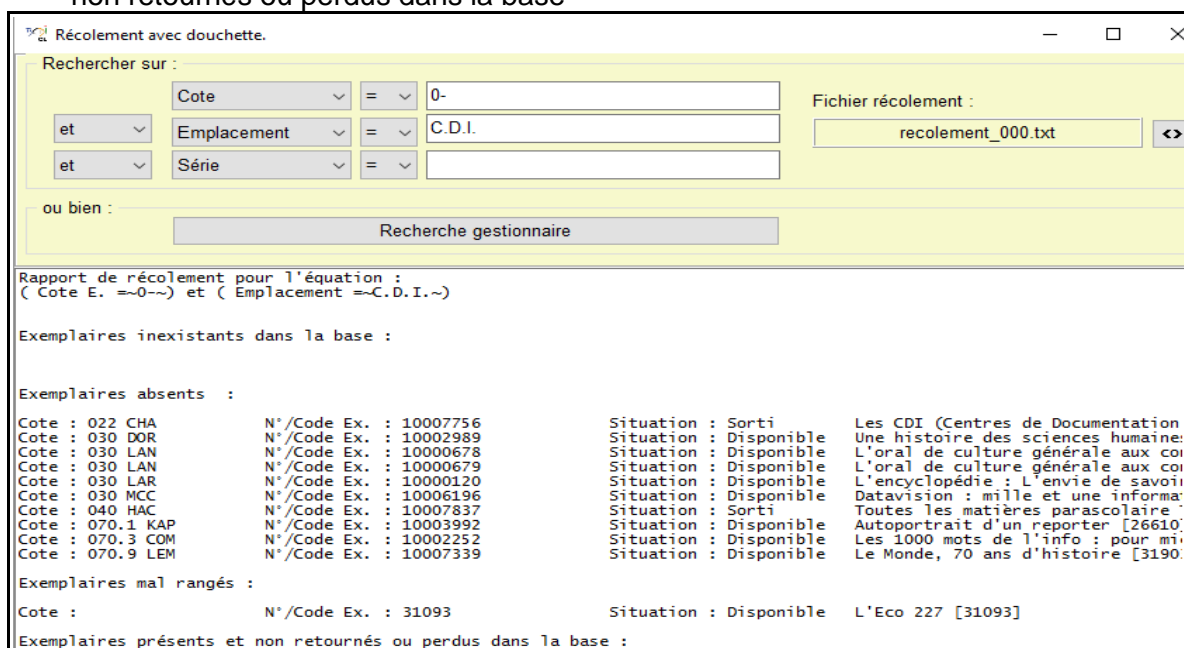 non retournés ou perdus dans la base
Récolement avec douchette.
Rechercher sur :
Cote = 0-
Fichier récolement :
et Emplacement = C.D.I.
recolement_000.txt <>
et Série =
ou bien :
Recherche gestionnaire
Rapport de récolement pour l'équation :
( Cote E. =~0-~) et ( Emplacement =~C.D.I.~)
Exemplaires inexistants dans la base :
Exemplaires absents :
Cote : 022 CHA N°/Code Ex. : 10007756 Situation : Sorti Les CDI (Centres de Documentation
Cote : 030 DOR N°/Code Ex. : 10002989 Situation : Disponible Une histoire des sciences humaines
Cote : 030 LAN N°/Code Ex. : 10000678 Situation : Disponible L'oral de culture générale aux
Cote : 030 LAN N°/Code Ex. : 10000679 Situation : Disponible L'oral de culture générale aux
Cote : 030 LAR N°/Code Ex. : 10000120 Situation : Disponible L'encyclopédie : L'envie de savoir
Cote : 030 MCC N°/Code Ex. : 10006196 Situation : Disponible Datavision : mille et une
Cote : 040 HAC N°/Code Ex. : 10007837 Situation : Sorti Toutes les matières parascolaire
Cote : 070.1 KAP N°/Code Ex. : 10003992 Situation : Disponible Autoportrait d'un reporter [26610]
Cote : 070.3 COM N°/Code Ex. : 10002252 Situation : Disponible Les 1000 mots de l'info : pour
Cote : 070.9 LEM N°/Code Ex. : 10007339 Situation : Disponible Le Monde, 70 ans d'histoire [3190
Exemplaires mal rangés :
Cote : N°/Code Ex. : 31093 Situation : Disponible L'Eco 227 [31093]
Exemplaires présents et non retournés ou perdus dans la base :